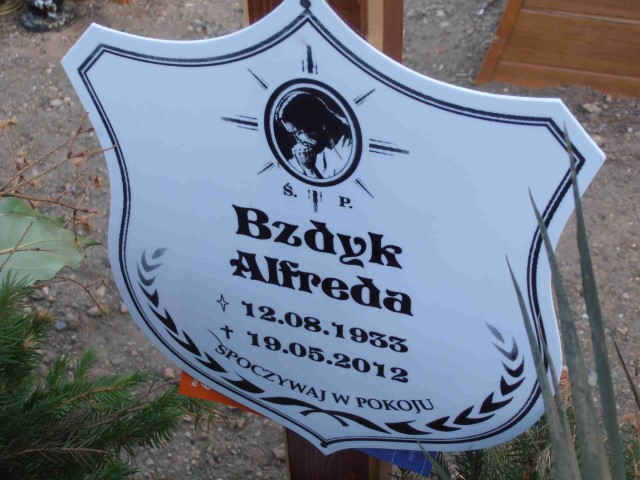 Ś. P.
Bzdyk
Alfreda
✧ 12.08.1933
✝ 19.05.2012
SPOCZYWAJ W POKOJU